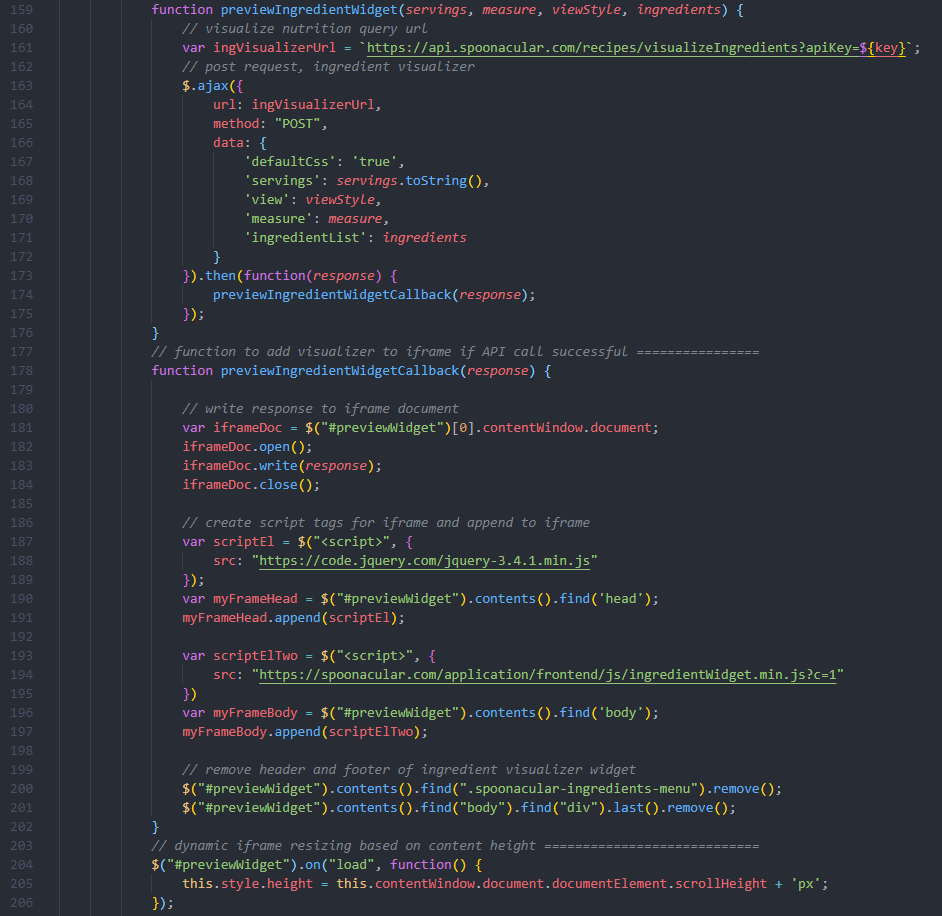 159 function previewIngredientWidget(servings, measure, viewStyle, ingredients) {
160 // visualize nutrition query url
161 var ingVisualizerUrl = `https://api.spoonacular.com/recipes/visualizeIngredients?apiKey=${key}`;
162 // post request, ingredient visualizer
163 $.ajax({
164 url: ingVisualizerUrl,
165 method: "POST",
166 data: {
167 'defaultCss': 'true',
168 'servings': servings.toString(),
169 'view': viewStyle,
170 'measure': measure,
171 'ingredientList': ingredients
172 }
173 }).then(function(response) {
174 previewIngredientWidgetCallback(response);
175 });
176 }
177 // function to add visualizer to iframe if API call successful ================
178 function previewIngredientWidgetCallback(response) {
179
180 // write response to iframe document
181 var iframeDoc = $("#previewWidget")[0].contentWindow.document;
182 iframeDoc.open();
183 iframeDoc.write(response);
184 iframeDoc.close();
185
186 // create script tags for iframe and append to iframe
187 var scriptEl = $("<script>", {
188 src: "https://code.jquery.com/jquery-3.4.1.min.js"
189 });
190 var myFrameHead = $("#previewWidget").contents().find('head');
191 myFrameHead.append(scriptEl);
192
193 var scriptElTwo = $("<script>", {
194 src: "https://spoonacular.com/application/frontend/js/ingredientWidget.min.js?c=1"
195 })
196 var myFrameBody = $("#previewWidget").contents().find('body');
197 myFrameBody.append(scriptElTwo);
198
199 // remove header and footer of ingredient visualizer widget
200 $("#previewWidget").contents().find(".spoonacular-ingredients-menu").remove();
201 $("#previewWidget").contents().find("body").find("div").last().remove();
202 }
203 // dynamic iframe resizing based on content height ============================
204 $("#previewWidget").on("load", function() {
205 this.style.height = this.contentWindow.document.documentElement.scrollHeight + 'px';
206 });